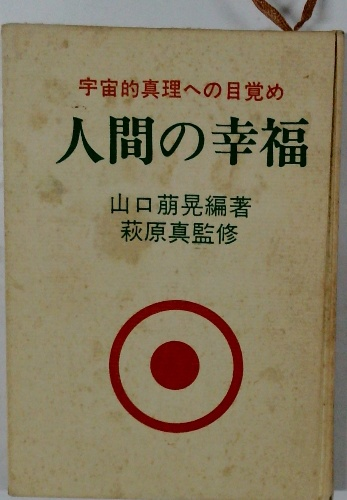 宇宙的真理への目覚め
人間の幸福
山口萠晃編著
萩原真監修